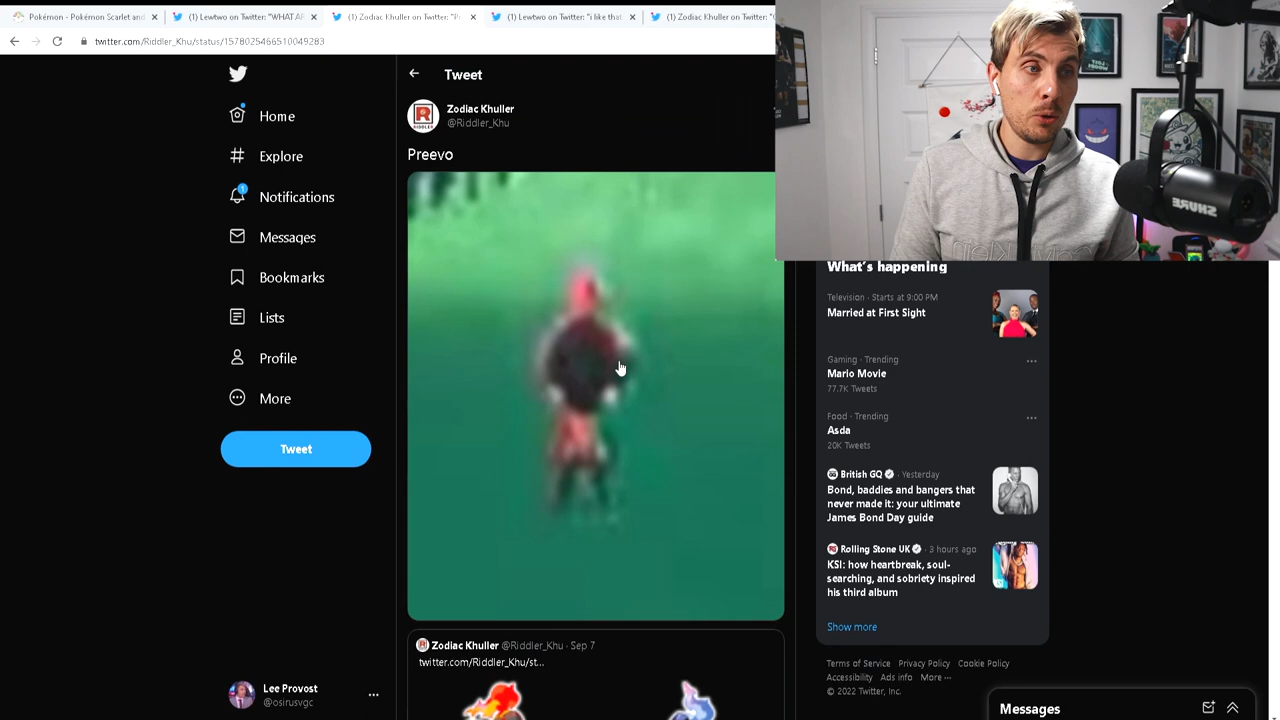 Pokémon - Pokémon Scarlet and
(1) Lewtwo on Twitter: "WHAT AR
(1) Zodiac Khuller on Twitter: "Pr
(1) Lewtwo on Twitter: "i like that
(1) Zodiac Khuller on Twitter: "
twitter.com/Riddler_Khu/status/1578025466510049283
Home
Explore
1
Notifications
Messages
Bookmarks
Lists
Profile
More
Tweet
Lee Provost
@osirusvgc
Tweet
R
RIDDLER
Zodiac Khuller
@Riddler_Khu
Preevo
Zodiac Khuller @Riddler_Khu · Sep 7
twitter.com/Riddler_Khu/st...
SHURE
What's happening
Television · Starts at 9:00 PM
Married at First Sight
Gaming · Trending
Mario Movie
77.7K Tweets
Food · Trending
Asda
20K Tweets
British GQ · Yesterday
Bond, baddies and bangers that
never made it: your ultimate
James Bond Day guide
Rolling Stone UK · 3 hours ago
KSI: how heartbreak, soul-
searching, and sobriety inspired
his third album
Show more
Terms of Service Privacy Policy Cookie Policy
Accessibility Ads info More
© 2022 Twitter, Inc.
Messages